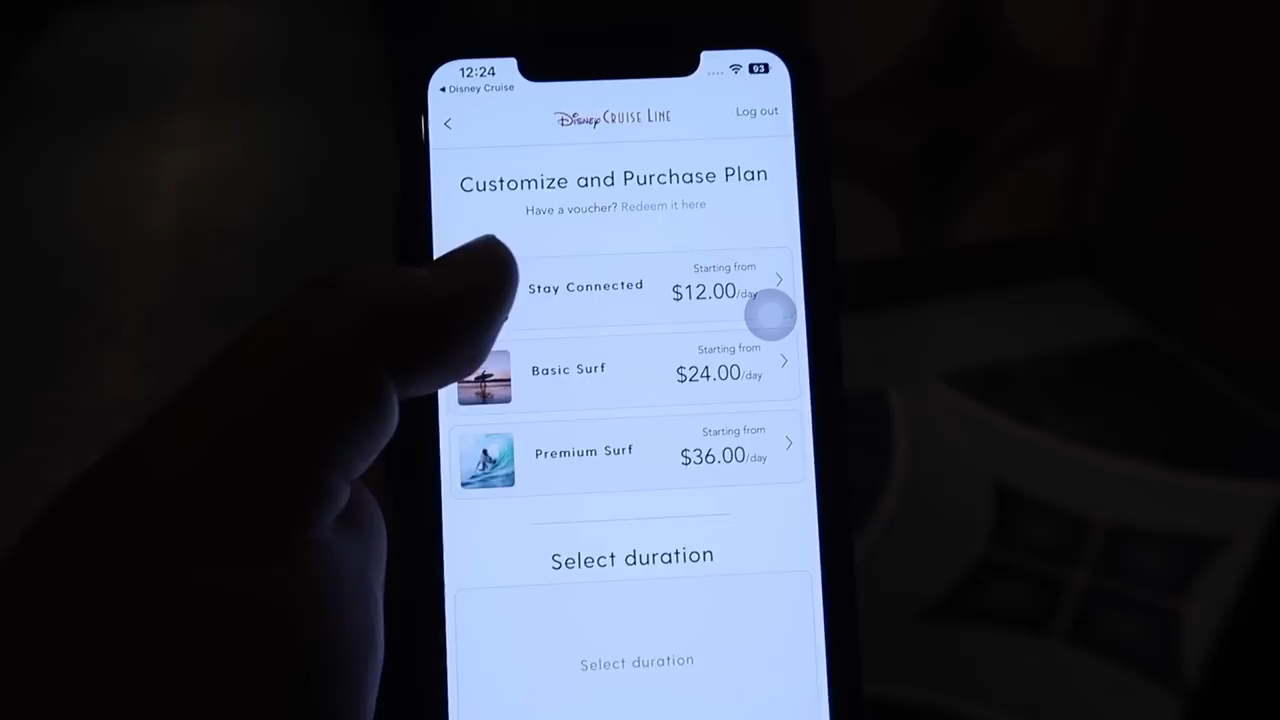 12:24
93
◀ Disney Cruise
Disney Cruise Line
Log out
Customize and Purchase Plan
Have a voucher? Redeem it here
Starting from
Stay Connected
$12.00/day
Starting from
Basic Surf
$24.00/day
Starting from
Premium Surf
$36.00/day
Select duration
Select duration